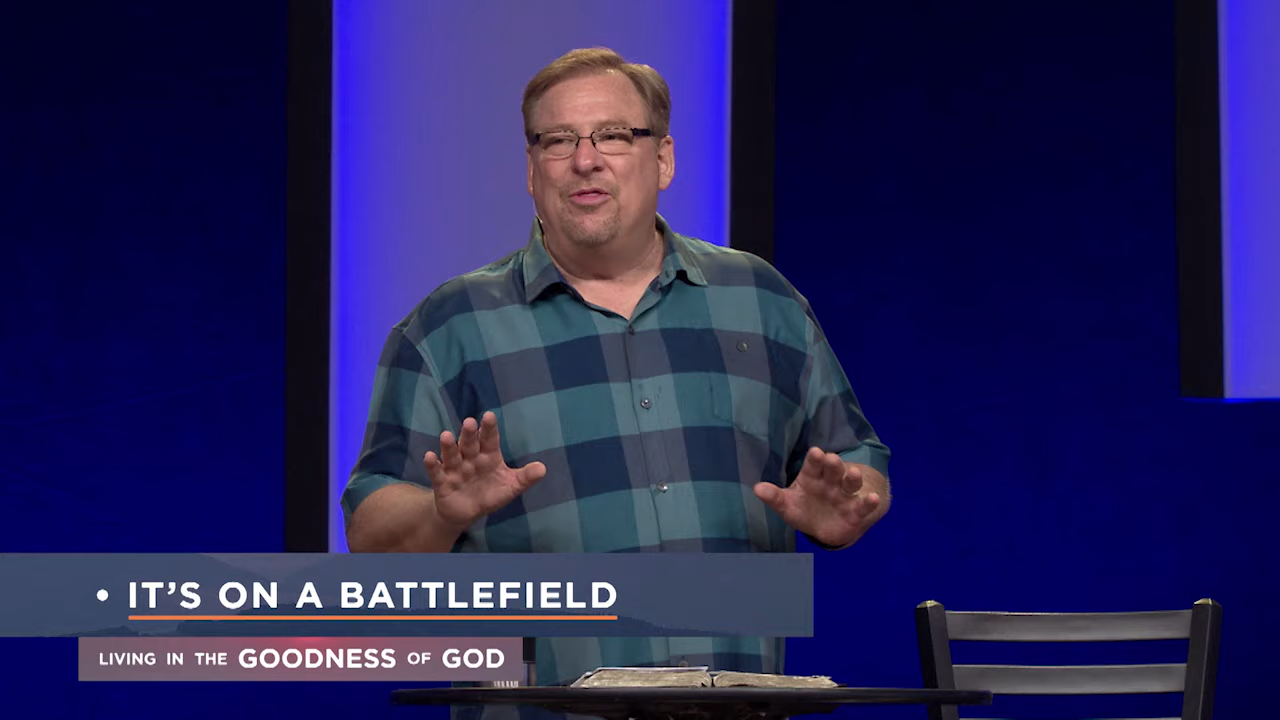 • IT'S ON A BATTLEFIELD
LIVING IN THE GOODNESS OF GOD